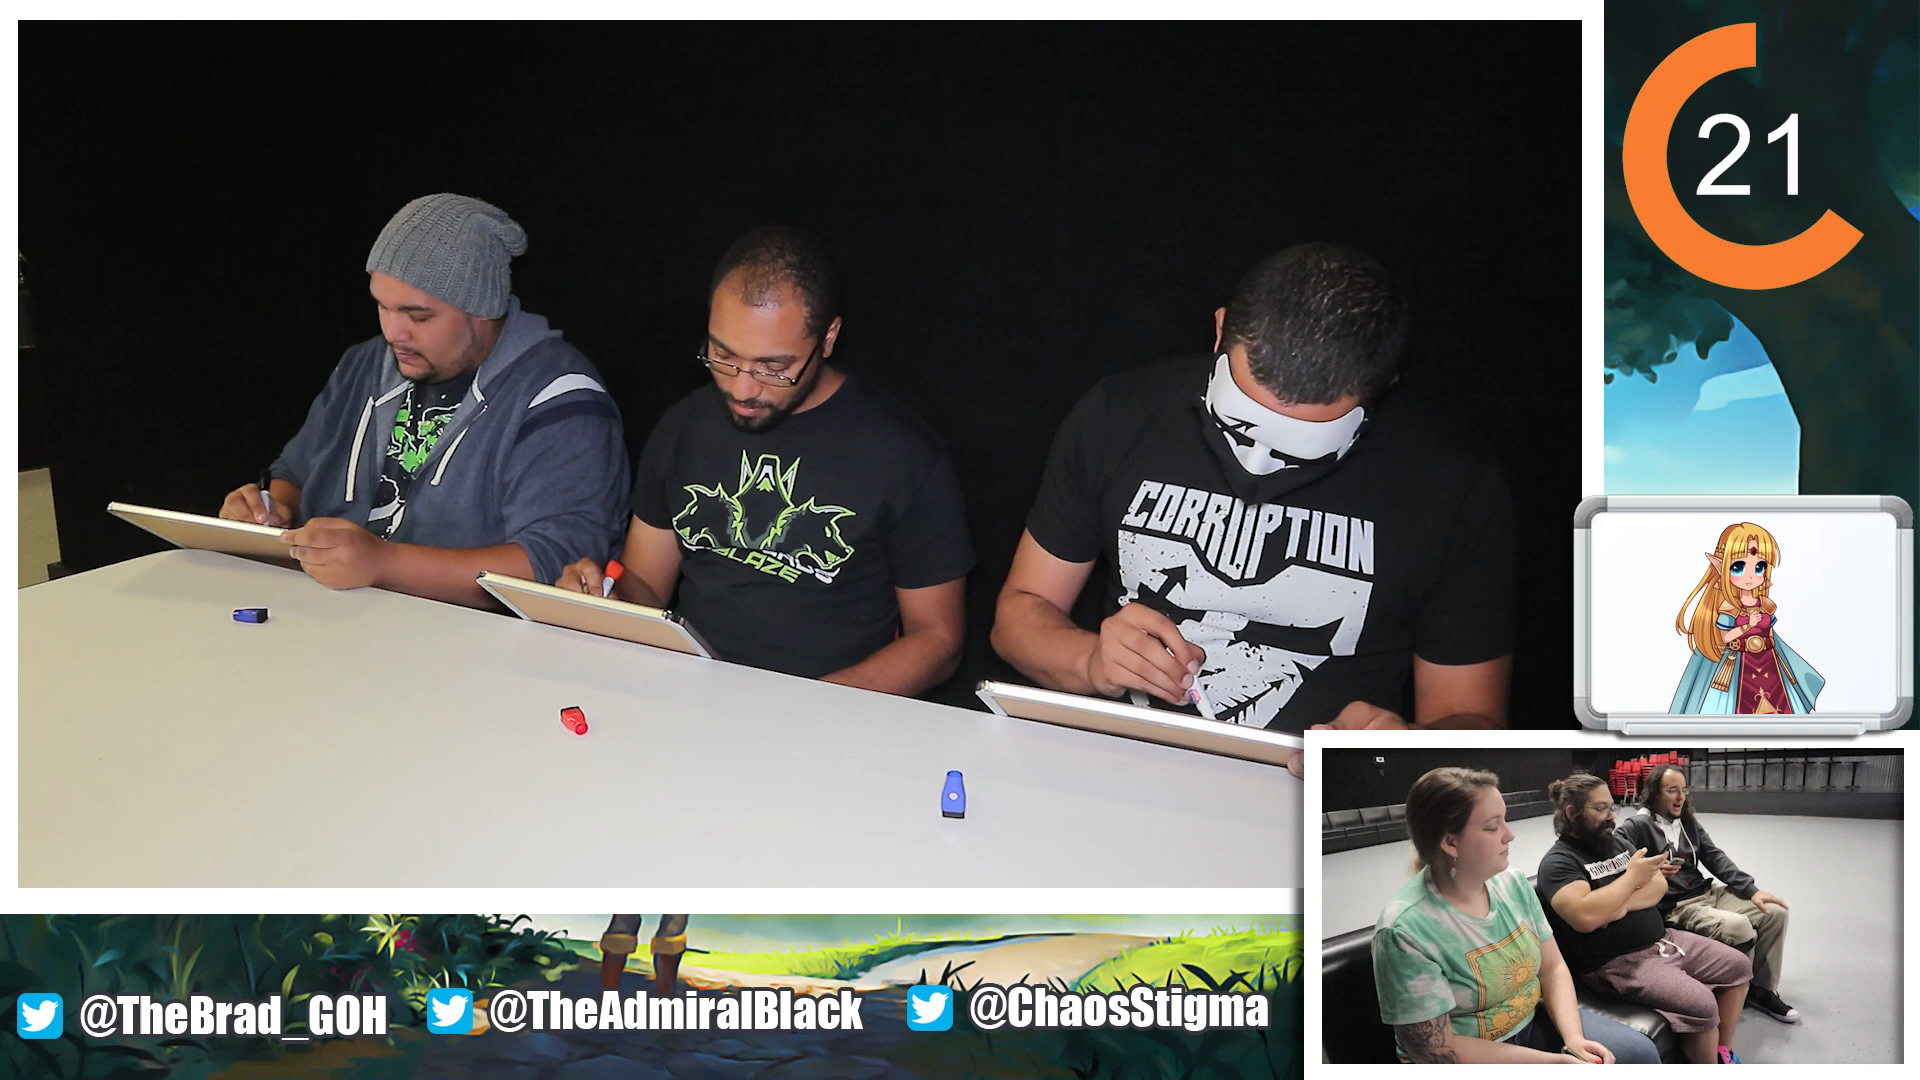 21
CORRUPTION
@TheBrad_GOH
@TheAdmiralBlack
@ChaosStigma